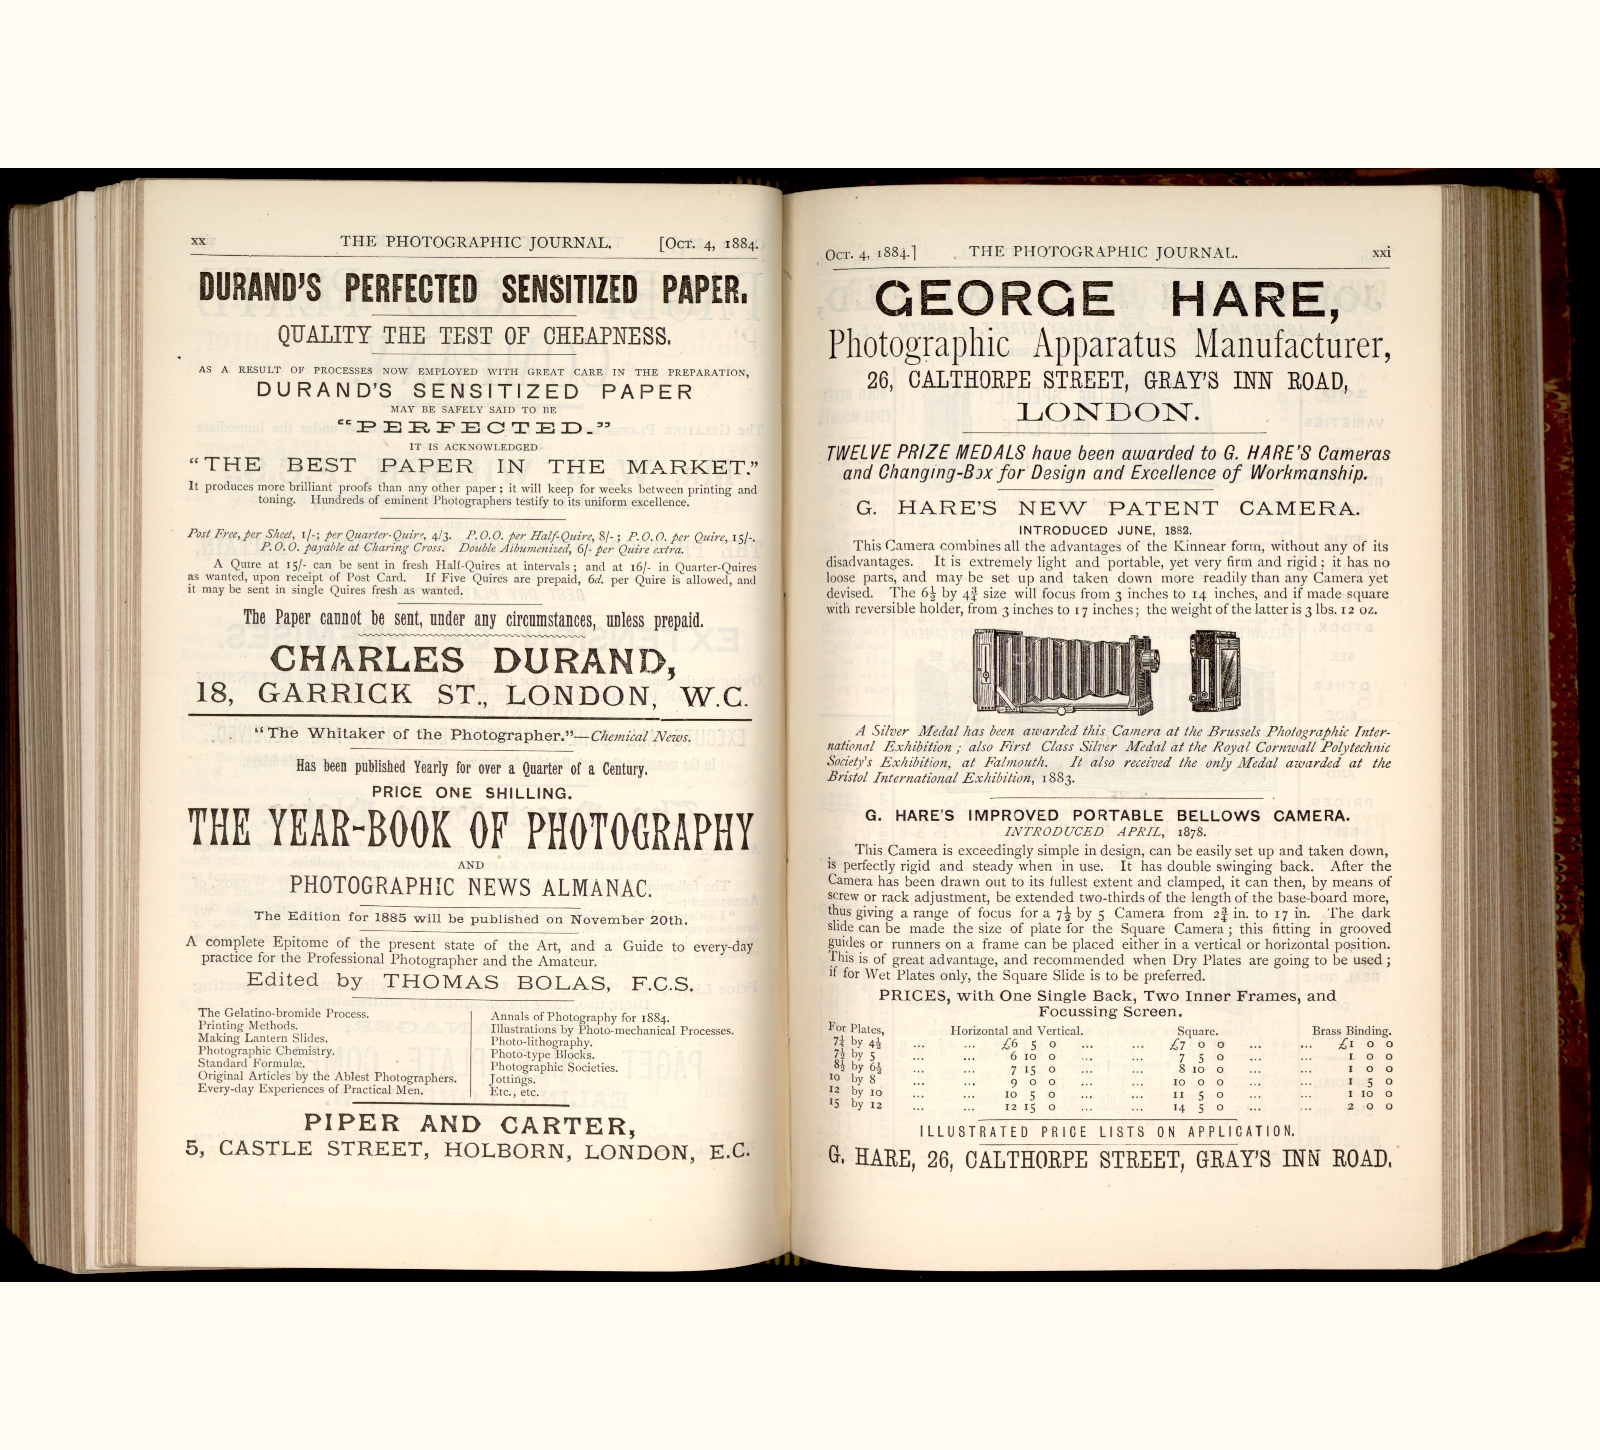 xx THE PHOTOGRAPHIC JOURNAL. [Oct. 4, 1884.
DURAND'S PERFECTED SENSITIZED PAPER.
QUALITY THE TEST OF CHEAPNESS.
AS A RESULT OF PROCESSES NOW EMPLOYED WITH GREAT CARE IN THE PREPARATION,
DURAND'S SENSITIZED PAPER
MAY BE SAFELY SAID TO BE
"PERFECTED."
IT IS ACKNOWLEDGED
"THE BEST PAPER IN THE MARKET."
It produces more brilliant proofs than any other paper; it will keep for weeks between printing and
toning. Hundreds of eminent Photographers testify to its uniform excellence.
Post Free, per Sheet, 1/-; per Quarter-Quire, 4/3. P.O.O. per Half-Quire, 8/-; P.O.O. per Quire, 15/-.
P.O.O. payable at Charing Cross. Double Albumenized, 6/- per Quire extra.
A Quire at 15/- can be sent in fresh Half-Quires at intervals; and at 16/- in Quarter-Quires
as wanted, upon receipt of Post Card. If Five Quires are prepaid, 6d. per Quire is allowed, and
it may be sent in single Quires fresh as wanted.
The Paper cannot be sent, under any circumstances, unless prepaid.
CHARLES DURAND,
18, GARRICK ST., LONDON, W.C.
"The Whitaker of the Photographer."—Chemical News.
Has been published Yearly for over a Quarter of a Century.
PRICE ONE SHILLING.
THE YEAR-BOOK OF PHOTOGRAPHY
AND
PHOTOGRAPHIC NEWS ALMANAC.
The Edition for 1885 will be published on November 20th.
A complete Epitome of the present state of the Art, and a Guide to every-day
practice for the Professional Photographer and the Amateur.
Edited by THOMAS BOLAS, F.C.S.
The Gelatino-bromide Process.
Printing Methods.
Making Lantern Slides.
Photographic Chemistry.
Standard Formulæ.
Original Articles by the Ablest Photographers.
Every-day Experiences of Practical Men.
Annals of Photography for 1884.
Illustrations by Photo-mechanical Processes.
Photo-lithography.
Photo-type Blocks.
Photographic Societies.
Jottings.
Etc., etc.
PIPER AND CARTER,
5, CASTLE STREET, HOLBORN, LONDON, E.C.
Oct. 4, 1884.] THE PHOTOGRAPHIC JOURNAL. xxi
GEORGE HARE,
Photographic Apparatus Manufacturer,
26, CALTHORPE STREET, GRAY'S INN ROAD,
LONDON.
TWELVE PRIZE MEDALS have been awarded to G. HARE'S Cameras
and Changing-Box for Design and Excellence of Workmanship.
G. HARE'S NEW PATENT CAMERA.
INTRODUCED JUNE, 1882.
This Camera combines all the advantages of the Kinnear form, without any of its
disadvantages. It is extremely light and portable, yet very firm and rigid: it has no
loose parts, and may be set up and taken down more readily than any Camera yet
devised. The 6½ by 4¾ size will focus from 3 inches to 14 inches, and if made square
with reversible holder, from 3 inches to 17 inches; the weight of the latter is 3 lbs. 12 oz.
A Silver Medal has been awarded this Camera at the Brussels Photographic Inter-
national Exhibition; also First Class Silver Medal at the Royal Cornwall Polytechnic
Society's Exhibition, at Falmouth. It also received the only Medal awarded at the
Bristol International Exhibition, 1883.
G. HARE'S IMPROVED PORTABLE BELLOWS CAMERA.
INTRODUCED APRIL, 1878.
This Camera is exceedingly simple in design, can be easily set up and taken down,
is perfectly rigid and steady when in use. It has double swinging back. After the
Camera has been drawn out to its fullest extent and clamped, it can then, by means of
screw or rack adjustment, be extended two-thirds of the length of the base-board more,
thus giving a range of focus for a 7½ by 5 Camera from 2¾ in. to 17 in. The dark
slide can be made the size of plate for the Square Camera; this fitting in grooved
guides or runners on a frame can be placed either in a vertical or horizontal position.
This is of great advantage, and recommended when Dry Plates are going to be used;
if for Wet Plates only, the Square Slide is to be preferred.
PRICES, with One Single Back, Two Inner Frames, and
Focussing Screen.
For Plates, Horizontal and Vertical. Square. Brass Binding.
7¼ by 4½ ... ... £6 5 0 ... ... £7 0 0 ... ... £1 0 0
7½ by 5 ... ... 6 10 0 ... ... 7 5 0 ... ... 1 0 0
8½ by 6½ ... ... 7 15 0 ... ... 8 10 0 ... ... 1 0 0
10 by 8 ... ... 9 0 0 ... ... 10 0 0 ... ... 1 5 0
12 by 10 ... ... 10 5 0 ... ... 11 5 0 ... ... 1 10 0
15 by 12 ... ... 12 15 0 ... ... 14 5 0 ... ... 2 0 0
ILLUSTRATED PRICE LISTS ON APPLICATION.
G. HARE, 26, CALTHORPE STREET, GRAY'S INN ROAD.